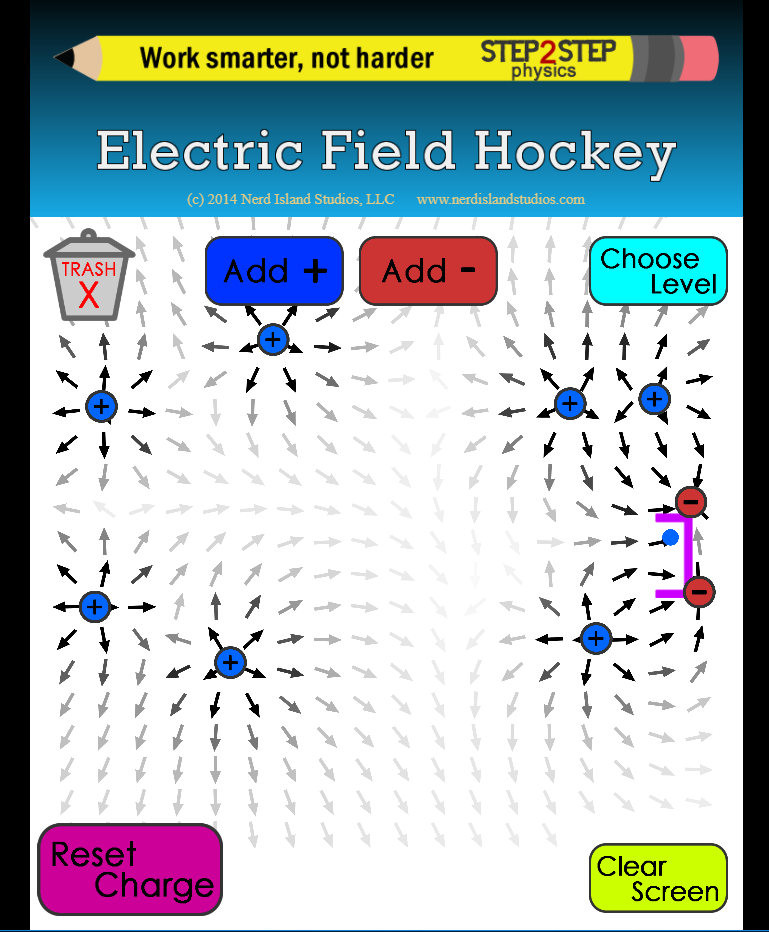 Work smarter, not harder
STEP2STEP
physics
Electric Field Hockey
(c) 2014 Nerd Island Studios, LLC www.nerdislandstudios.com
TRASH
X
Add +
Add -
Choose
Level
+
+
+
+
-
-
+
+
+
Reset
Charge
Clear
Screen